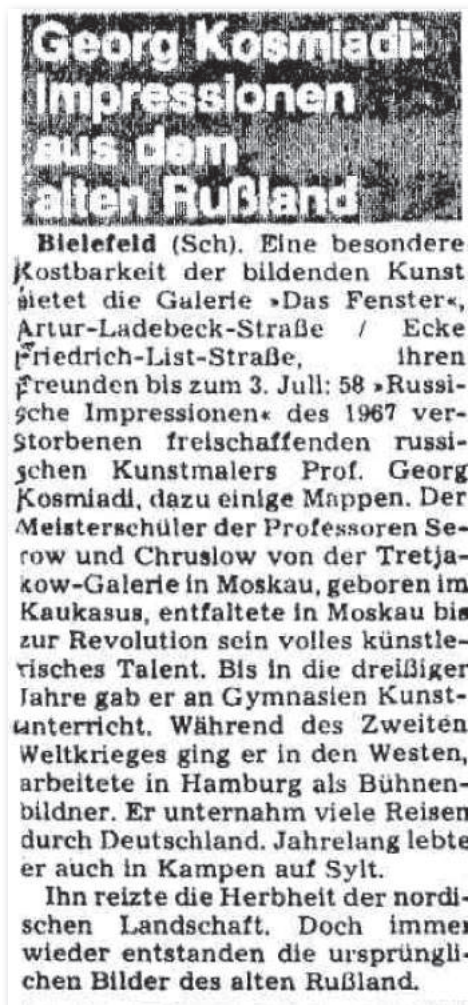 Georg Kosmiadi:
Impressionen
aus dem
alten Rußland
Bielefeld (Sch). Eine besondere
Kostbarkeit der bildenden Kunst
bietet die Galerie »Das Fenster«,
Artur-Ladebeck-Straße / Ecke
Friedrich-List-Straße, ihren
Freunden bis zum 3. Juli: 58 »Russi-
sche Impressionen« des 1967 ver-
storbenen freischaffenden russi-
schen Kunstmalers Prof. Georg
Kosmiadi, dazu einige Mappen. Der
Meisterschüler der Professoren Se-
row und Chruslow von der Tretja-
kow-Galerie in Moskau, geboren im
Kaukasus, entfaltete in Moskau bis
zur Revolution sein volles künstle-
risches Talent. Bis in die dreißiger
Jahre gab er an Gymnasien Kunst-
unterricht. Während des Zweiten
Weltkrieges ging er in den Westen,
arbeitete in Hamburg als Bühnen-
bildner. Er unternahm viele Reisen
durch Deutschland. Jahrelang lebte
er auch in Kampen auf Sylt.
Ihn reizte die Herbheit der nordi-
schen Landschaft. Doch immer
wieder entstanden die ursprüngli-
chen Bilder des alten Rußland.